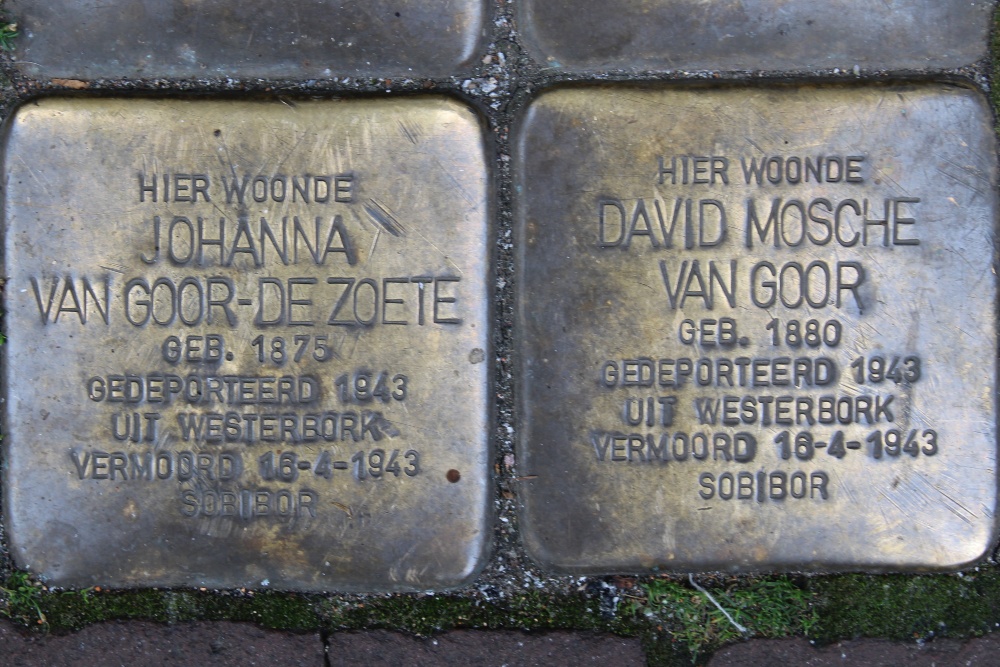 HIER WOONDE
JOHANNA
VAN GOOR-DE ZOETE
GEB. 1875
GEDEPORTEERD 1943
UIT WESTERBORK
VERMOORD 16-4-1943
SOBIBOR
HIER WOONDE
DAVID MOSCHE
VAN GOOR
GEB. 1880
GEDEPORTEERD 1943
UIT WESTERBORK
VERMOORD 16-4-1943
SOBIBOR